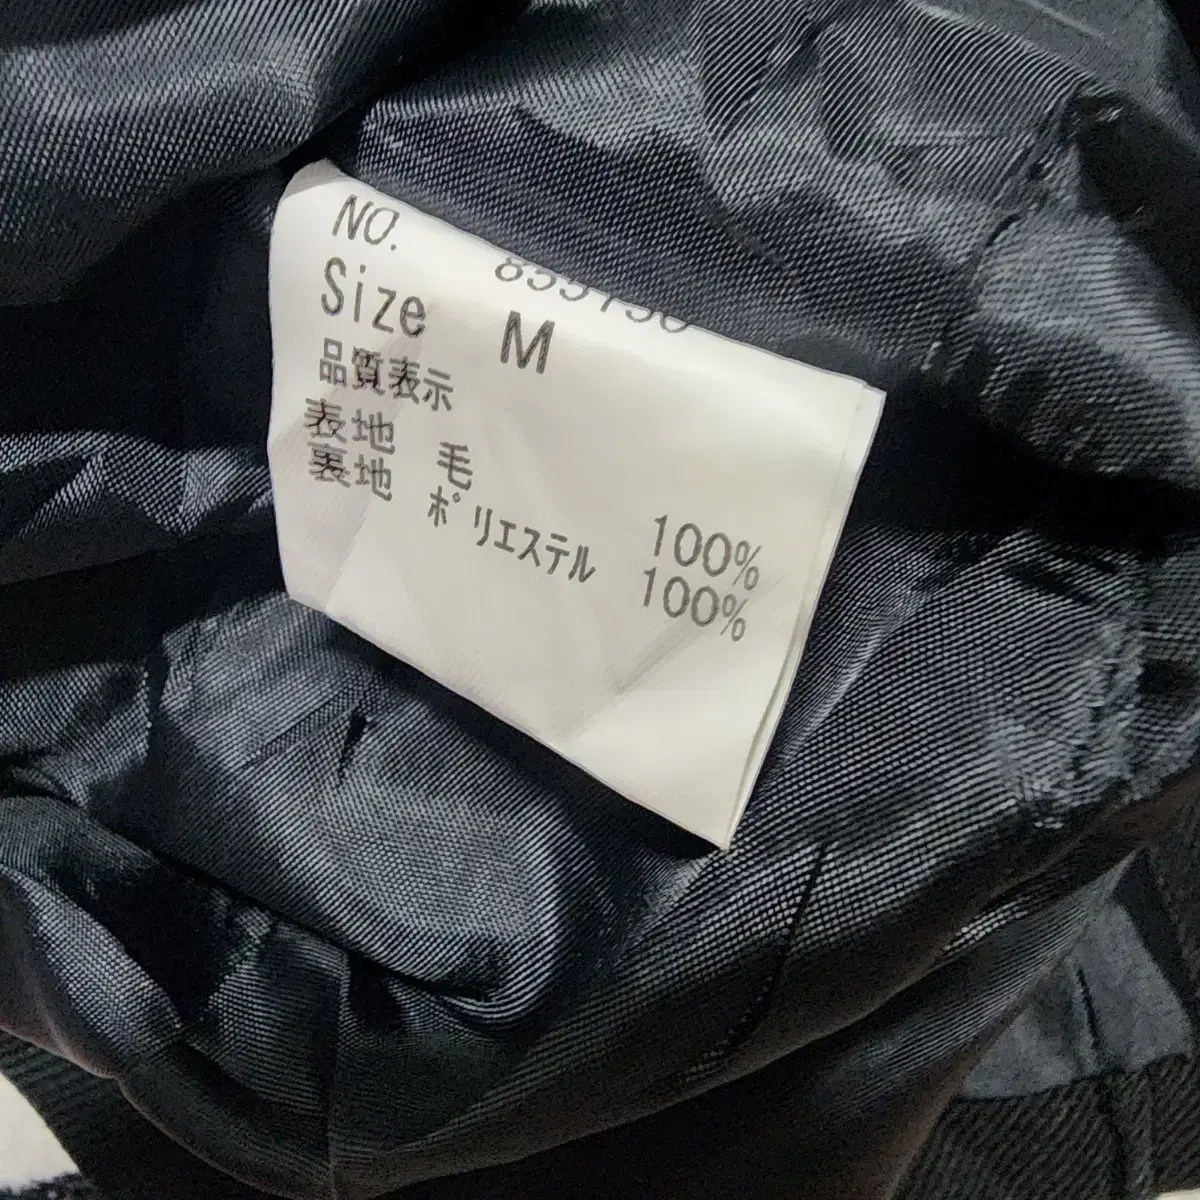 NO.
Size M
品質表示
表地 毛 100%
裏地 ポリエステル 100%